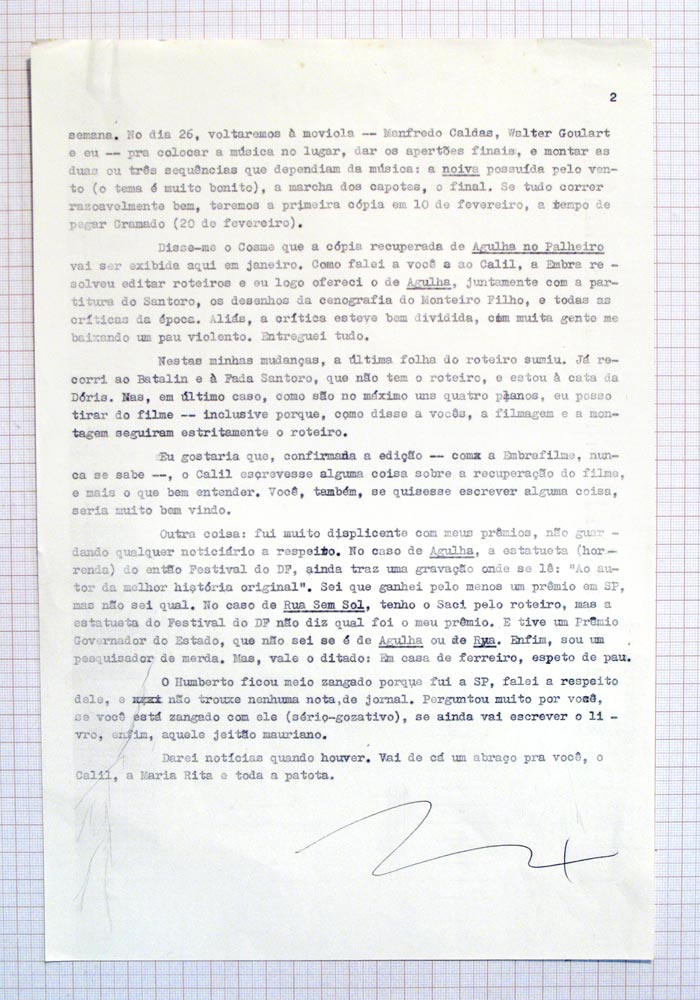 2
semana. No dia 26, voltaremos à moviola -- Manfredo Caldas, Walter Goulart
e eu -- pra colocar a música no lugar, dar os apertões finais, e montar as
duas ou três sequências que dependiam da música: a noiva possuída pelo ven-
to (o tema é muito bonito), a marcha dos capotes, o final. Se tudo correr
razoavelmente bem, teremos a primeira cópia em 10 de fevereiro, a tempo de
pegar Gramado (20 de fevereiro).
Disse-me o Cosme que a cópia recuperada de Agulha no Palheiro
vai ser exibida aqui em janeiro. Como falei a você a ao Calil, a Embra re -
solveu editar roteiros e eu logo ofereci o de Agulha, juntamente com a par-
titura do Santoro, os desenhos da cenografia do Monteiro Filho, e todas as
críticas da época. Aliás, a crítica esteve bem dividida, com muita gente me
baixando um pau violento. Entreguei tudo.
Nestas minhas mudanças, a última folha do roteiro sumiu. Já re-
corri ao Batalin e à Fada Santoro, que não tem o roteiro, e estou à cata da
Dóris. Nas, em último caso, como são no máximo uns quatro planos, eu posso
tirar do filme -- inclusive porque, como disse a vocês, a filmagem e a mon-
tagem seguiram estritamente o roteiro.
Eu gostaria que, confirmada a edição -- comx a Embrafilme, nun-
ca se sabe --, o Calil escrevesse alguma coisa sobre a recuperação do filme,
e mais o que bem entender. Você, também, se quisesse escrever alguma coisa,
seria muito bem vindo.
Outra coisa: fui muito displicente com meus prêmios, não guar -
dando qualquer noticiário a respeito. No caso de Agulha, a estatueta (hor-
renda) do então Festival do DF, ainda traz uma gravação onde se lê: "Ao au-
tor da melhor história original". Sei que ganhei pelo menos um prêmio em SP,
mas não sei qual. No caso de Rua Sem Sol, tenho o Saci pelo roteiro, mas a
estatueta do Festival do DF não diz qual foi o meu prêmio. E tive um Prêmio
Governador do Estado, que não sei se é de Agulha ou de Rua. Enfim, sou um
pesquisador de merda. Mas, vale o ditado: Em casa de ferreiro, espeto de pau.
O Humberto ficou meio zangado porque fui a SP, falei a respeito
dele, e não trouxe nenhuma nota de jornal. Perguntou muito por você,
se você está zangado com ele (sério-gozativo), se ainda vai escrever o li -
vro, enfim, aquele jeitão mauriano.
Darei notícias quando houver. Vai de cá um abraço pra você, o
Calil, a Maria Rita e toda a patota.